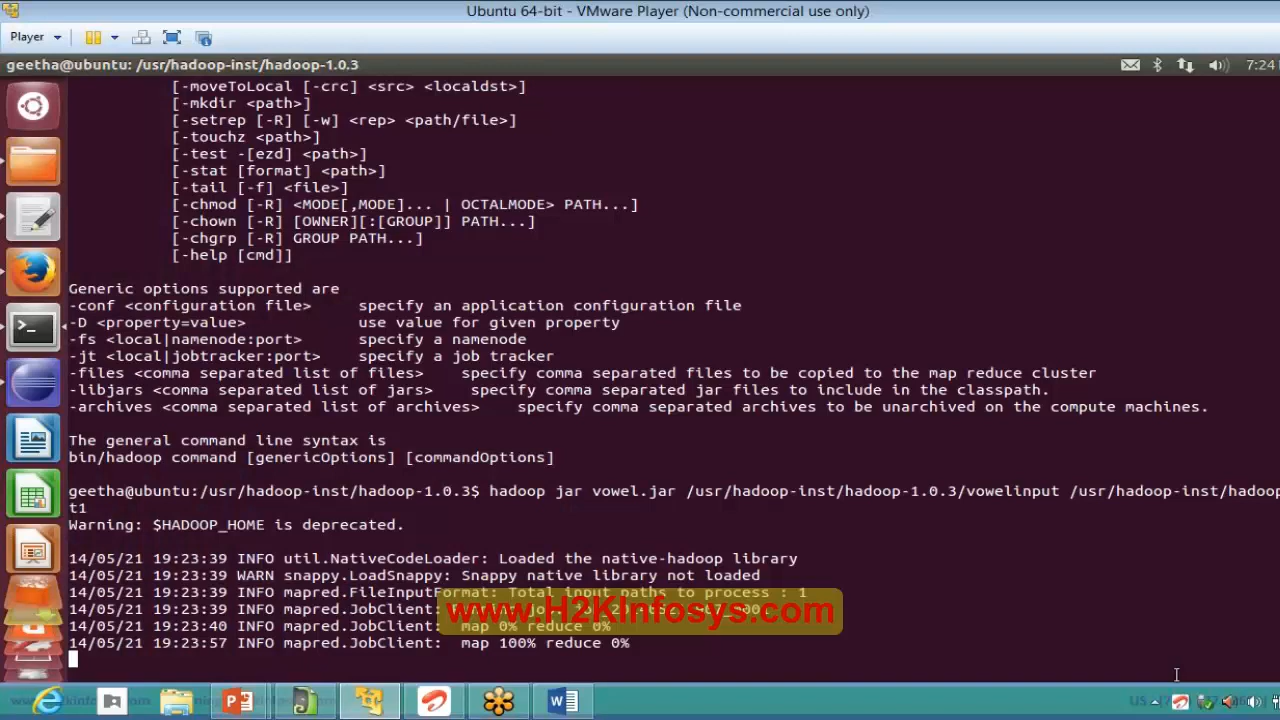 Ubuntu 64-bit - VMware Player (Non-commercial use only)
Player
geetha@ubuntu: /usr/hadoop-inst/hadoop-1.0.3
7:24
[-moveToLocal [-crc] <src> <localdst>]
[-mkdir <path>]
[-setrep [-R] [-w] <rep> <path/file>]
[-touchz <path>]
[-test -[ezd] <path>]
[-stat [format] <path>]
[-tail [-f] <file>]
[-chmod [-R] <MODE[,MODE]... | OCTALMODE> PATH...]
[-chown [-R] [OWNER][:[GROUP]] PATH...]
[-chgrp [-R] GROUP PATH...]
[-help [cmd]]
Generic options supported are
-conf <configuration file>     specify an application configuration file
-D <property=value>            use value for given property
-fs <local|namenode:port>      specify a namenode
-jt <local|jobtracker:port>    specify a job tracker
-files <comma separated list of files>    specify comma separated files to be copied to the map reduce cluster
-libjars <comma separated list of jars>    specify comma separated jar files to include in the classpath.
-archives <comma separated list of archives>    specify comma separated archives to be unarchived on the compute machines.
The general command line syntax is
bin/hadoop command [genericOptions] [commandOptions]
geetha@ubuntu:/usr/hadoop-inst/hadoop-1.0.3$ hadoop jar vowel.jar /usr/hadoop-inst/hadoop-1.0.3/vowelinput /usr/hadoop-inst/hadoop
t1
Warning: $HADOOP_HOME is deprecated.
14/05/21 19:23:39 INFO util.NativeCodeLoader: Loaded the native-hadoop library
14/05/21 19:23:39 WARN snappy.LoadSnappy: Snappy native library not loaded
14/05/21 19:23:39 INFO mapred.FileInputFormat: Total input paths to process : 1
14/05/21 19:23:39 INFO mapred.JobClient:
www.H2KInfosys.com
14/05/21 19:23:40 INFO mapred.JobClient:  map 0% reduce 0%
14/05/21 19:23:57 INFO mapred.JobClient:  map 100% reduce 0%
US